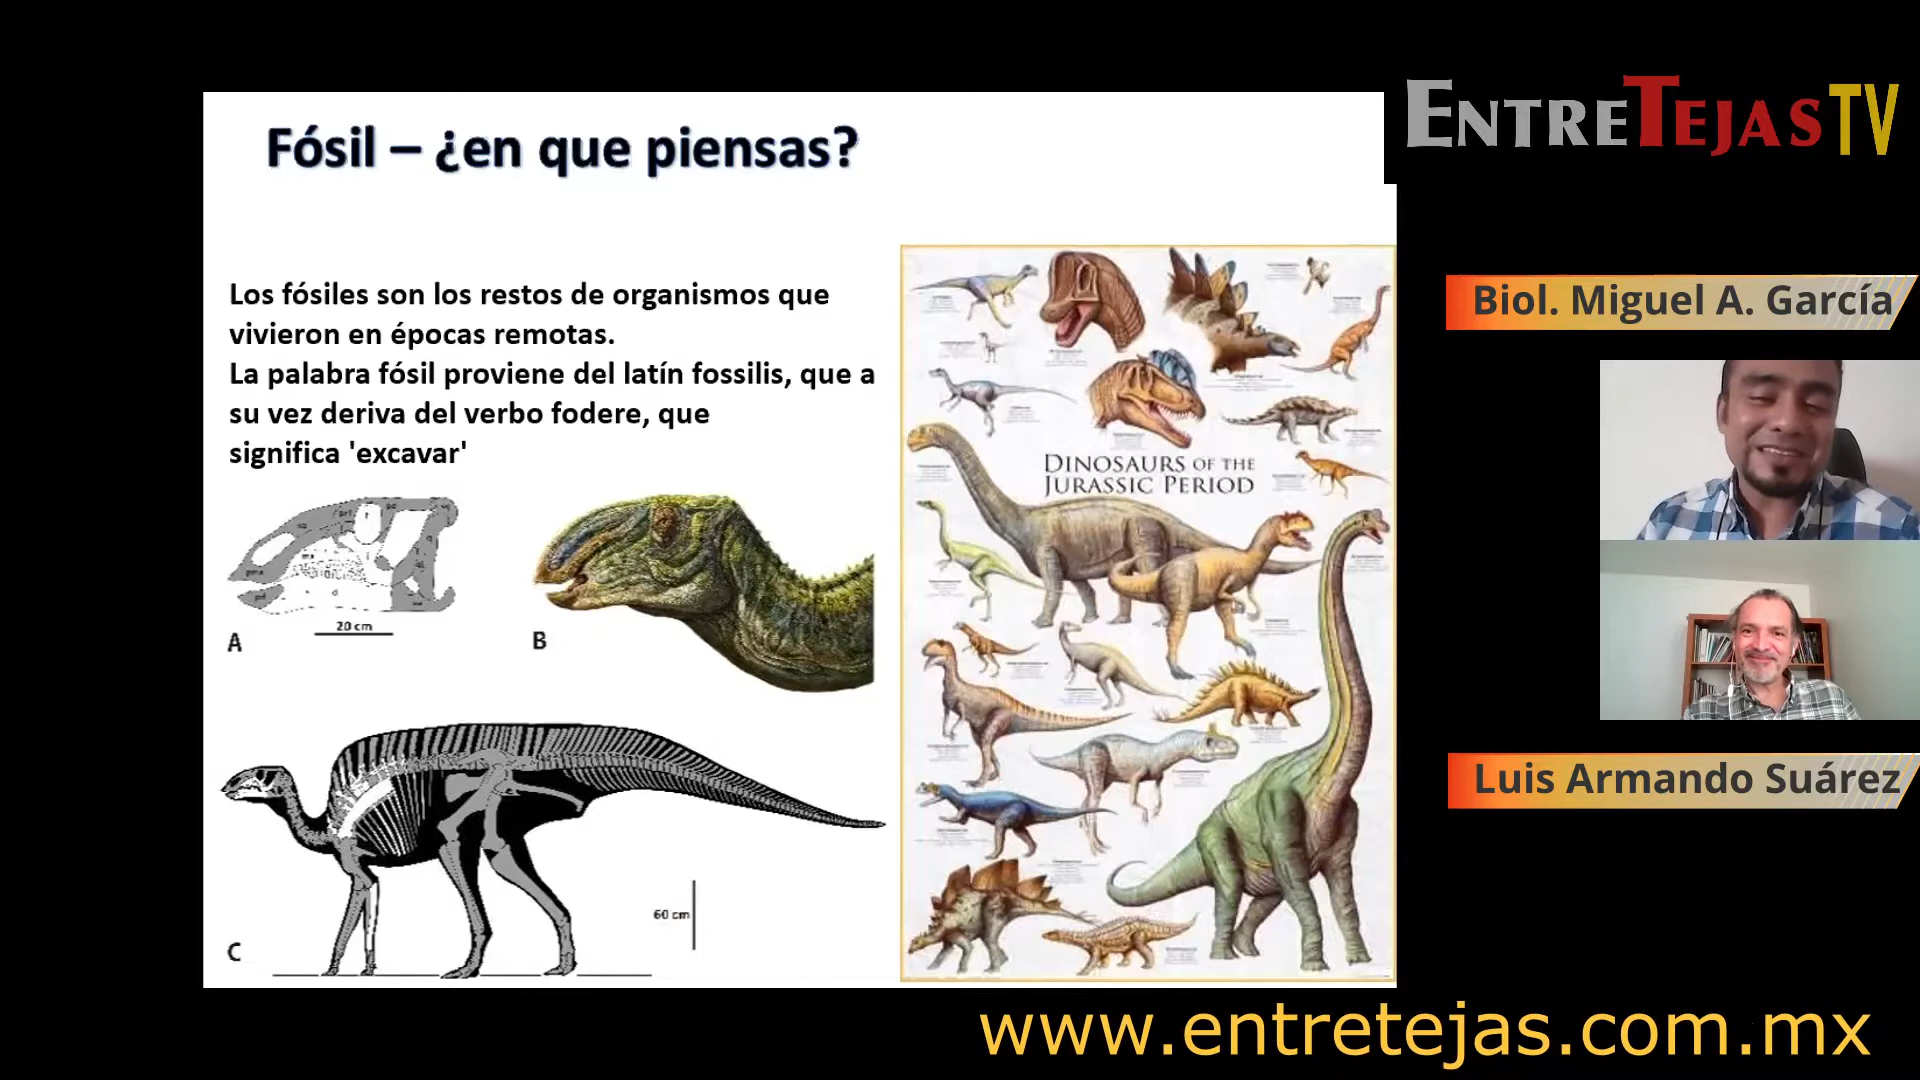 Fósil – ¿en que piensas?
ENTRETEJASTV
Los fósiles son los restos de organismos que
vivieron en épocas remotas.
La palabra fósil proviene del latín fossilis, que a
su vez deriva del verbo fodere, que
significa 'excavar'
Biol. Miguel A. García
DINOSAURS OF THE
JURASSIC PERIOD
20 cm
A
B
Luis Armando Suárez
60 cm
C
www.entretejas.com.mx